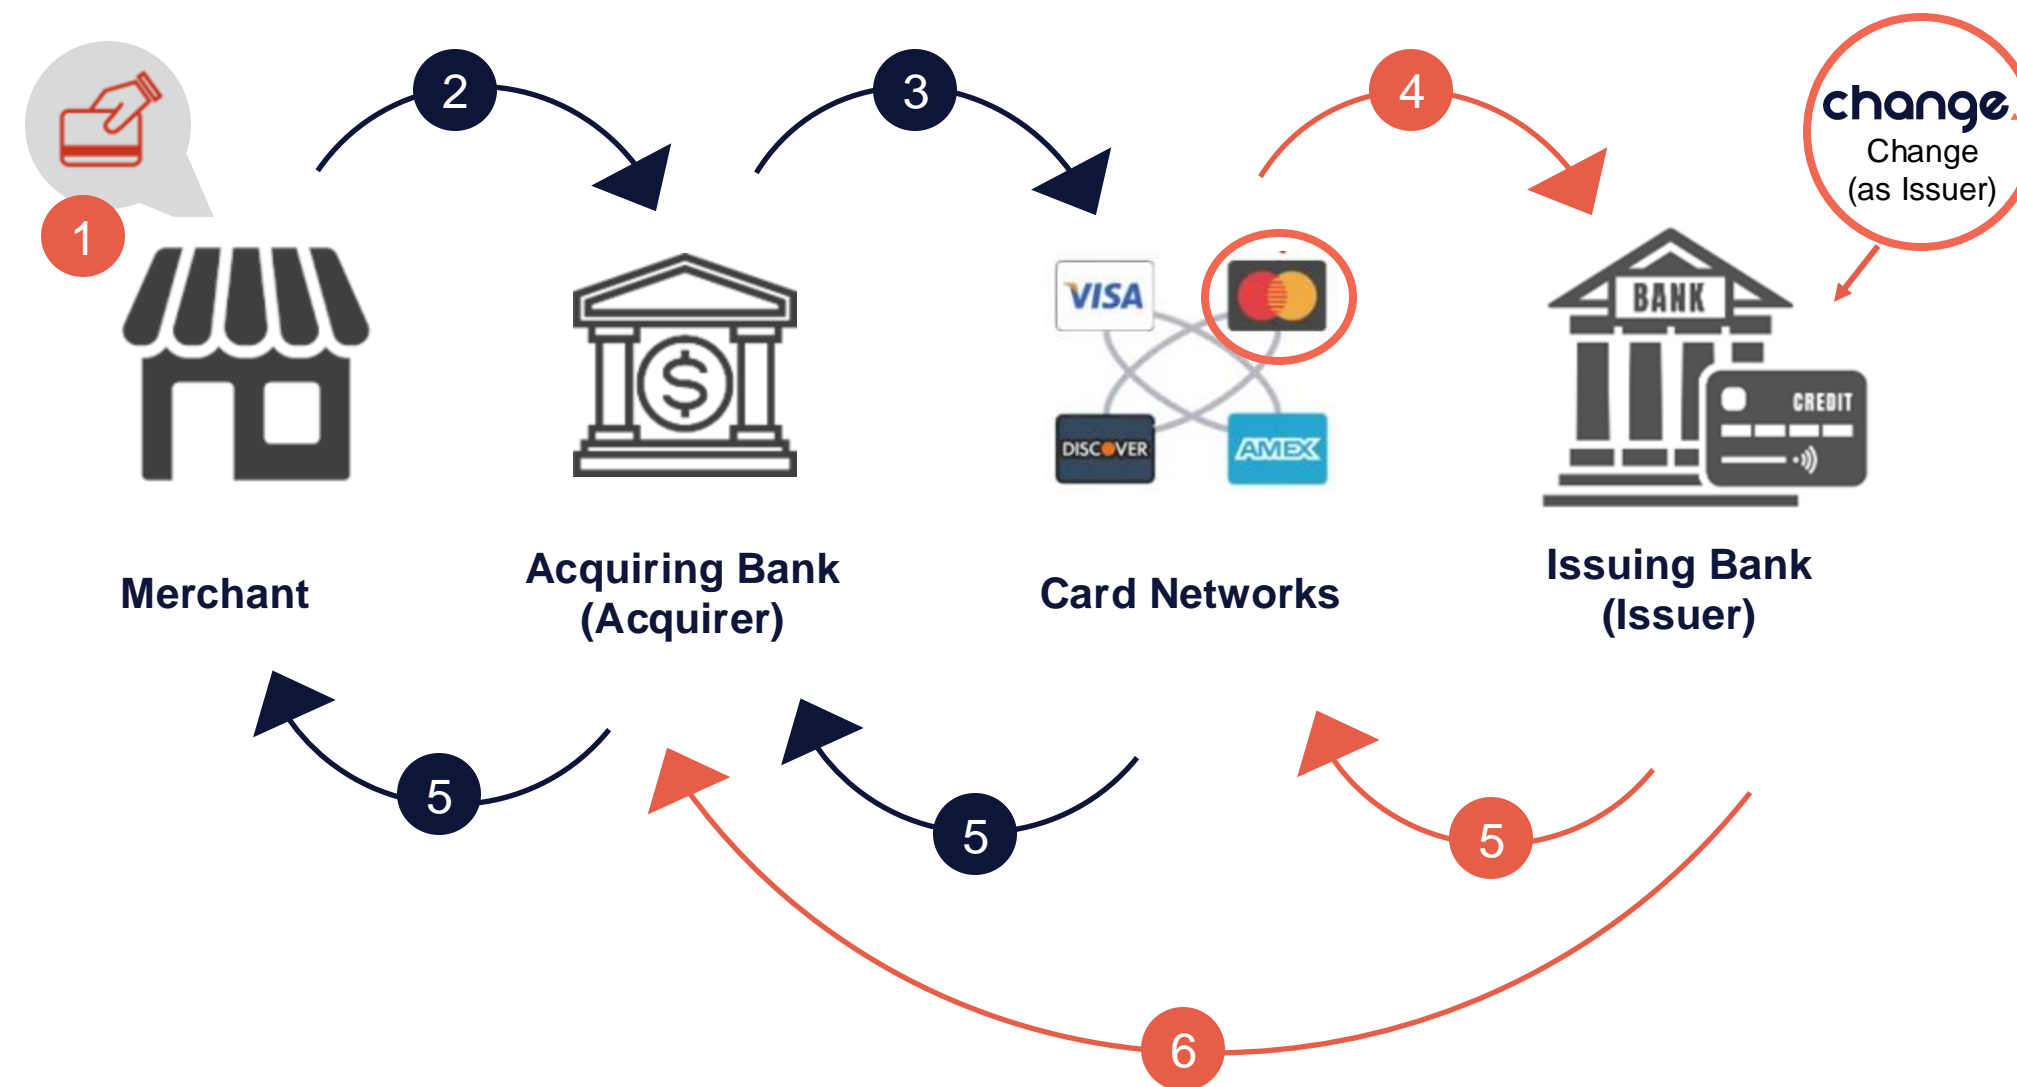 2
3
4
change
Change
(as Issuer)
1
VISA
BANK
CREDIT
DISCOVER
AMEX
Merchant
Acquiring Bank
(Acquirer)
Card Networks
Issuing Bank
(Issuer)
5
5
5
6